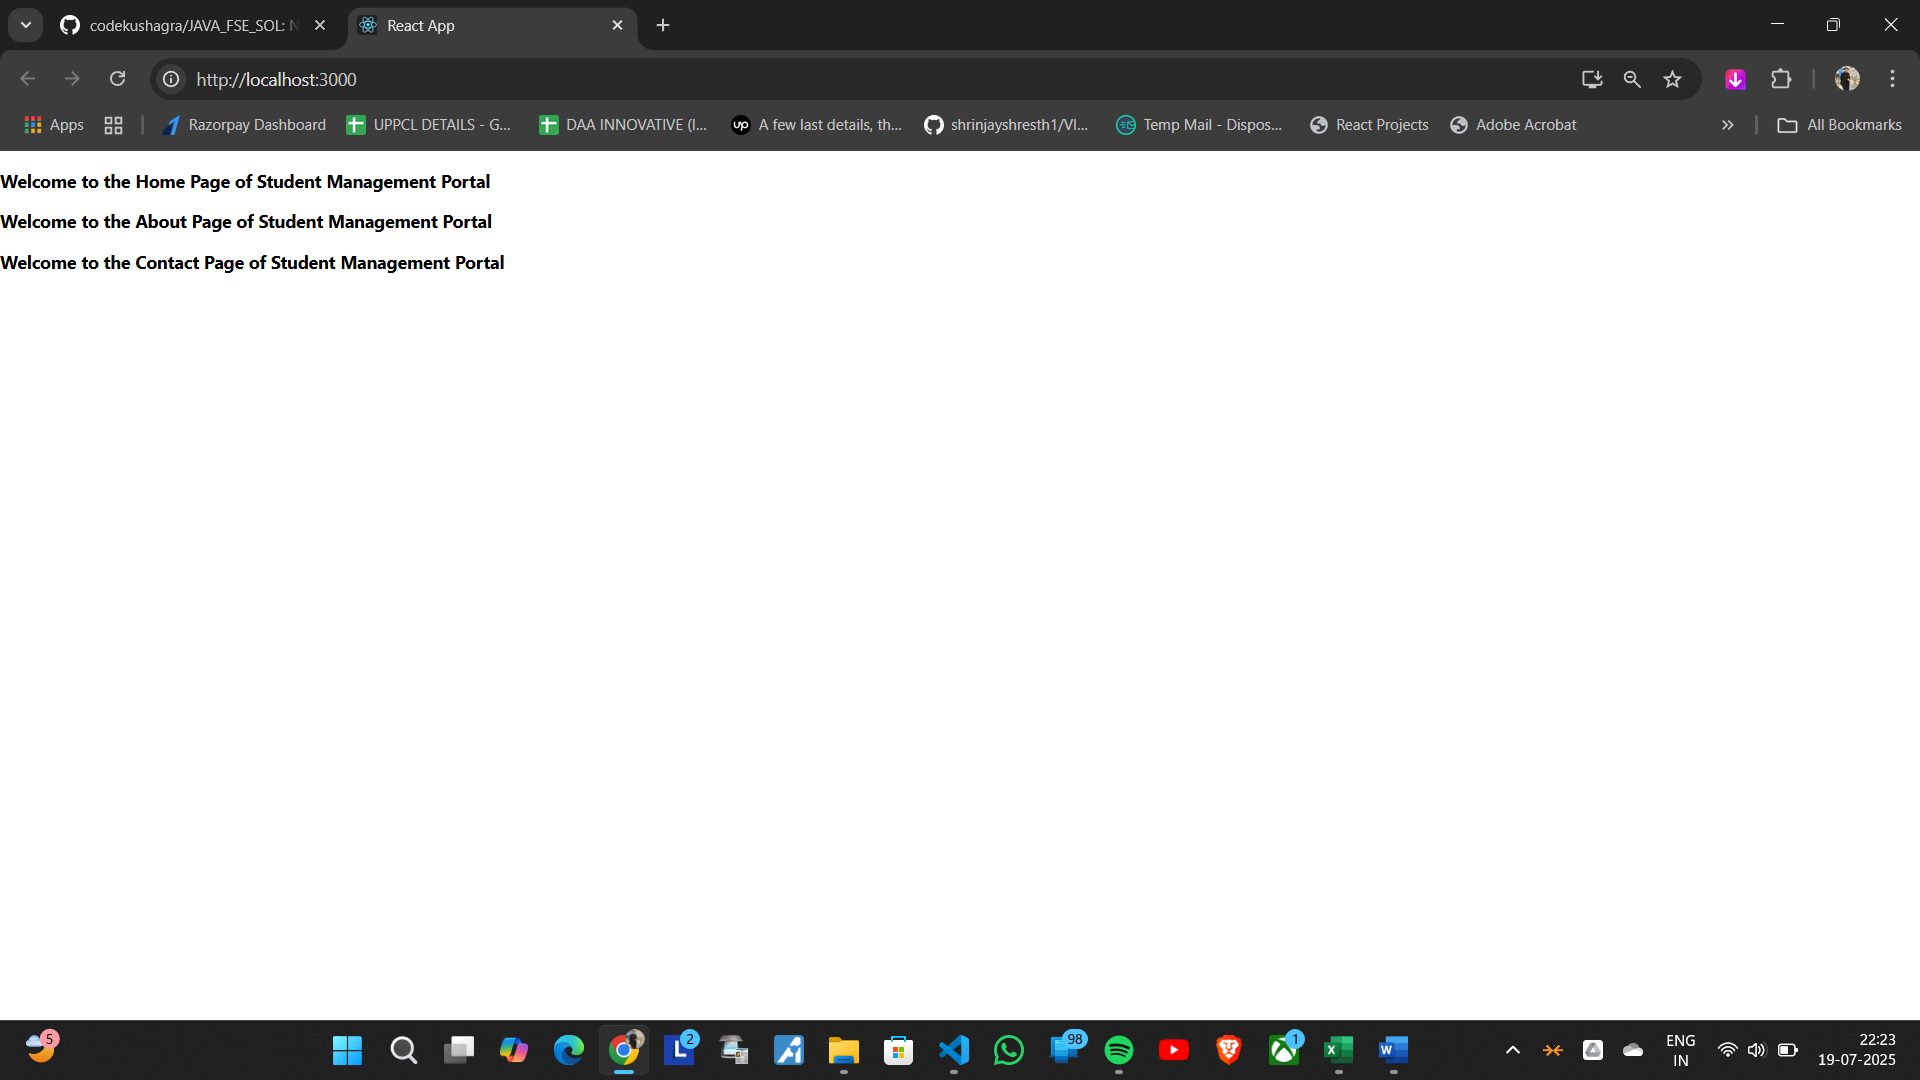 codekushagra/JAVA_FSE_SOL: N
React App
http://localhost:3000
Apps
Razorpay Dashboard
UPPCL DETAILS - G...
DAA INNOVATIVE (I...
up
A few last details, th...
shrinjayshresth1/VI...
Temp Mail - Dispos...
React Projects
Adobe Acrobat
All Bookmarks
Welcome to the Home Page of Student Management Portal
Welcome to the About Page of Student Management Portal
Welcome to the Contact Page of Student Management Portal
5
L
2
98
1
X
W
ENG
IN
22:23
19-07-2025